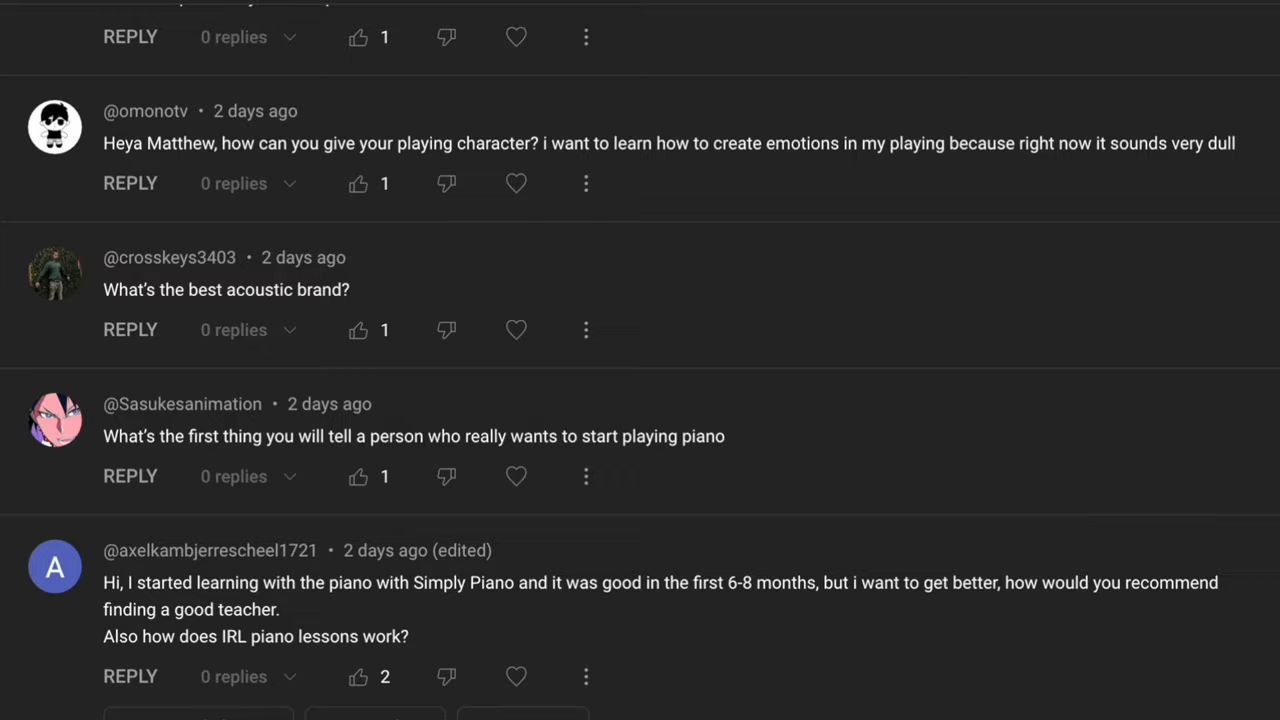 REPLY 0 replies 1
@omonotv • 2 days ago
Heya Matthew, how can you give your playing character? i want to learn how to create emotions in my playing because right now it sounds very dull
REPLY 0 replies 1
@crosskeys3403 • 2 days ago
What's the best acoustic brand?
REPLY 0 replies 1
@Sasukesanimation • 2 days ago
What's the first thing you will tell a person who really wants to start playing piano
REPLY 0 replies 1
A
@axelkambjerrescheel1721 • 2 days ago (edited)
Hi, I started learning with the piano with Simply Piano and it was good in the first 6-8 months, but i want to get better, how would you recommend
finding a good teacher.
Also how does IRL piano lessons work?
REPLY 0 replies 2